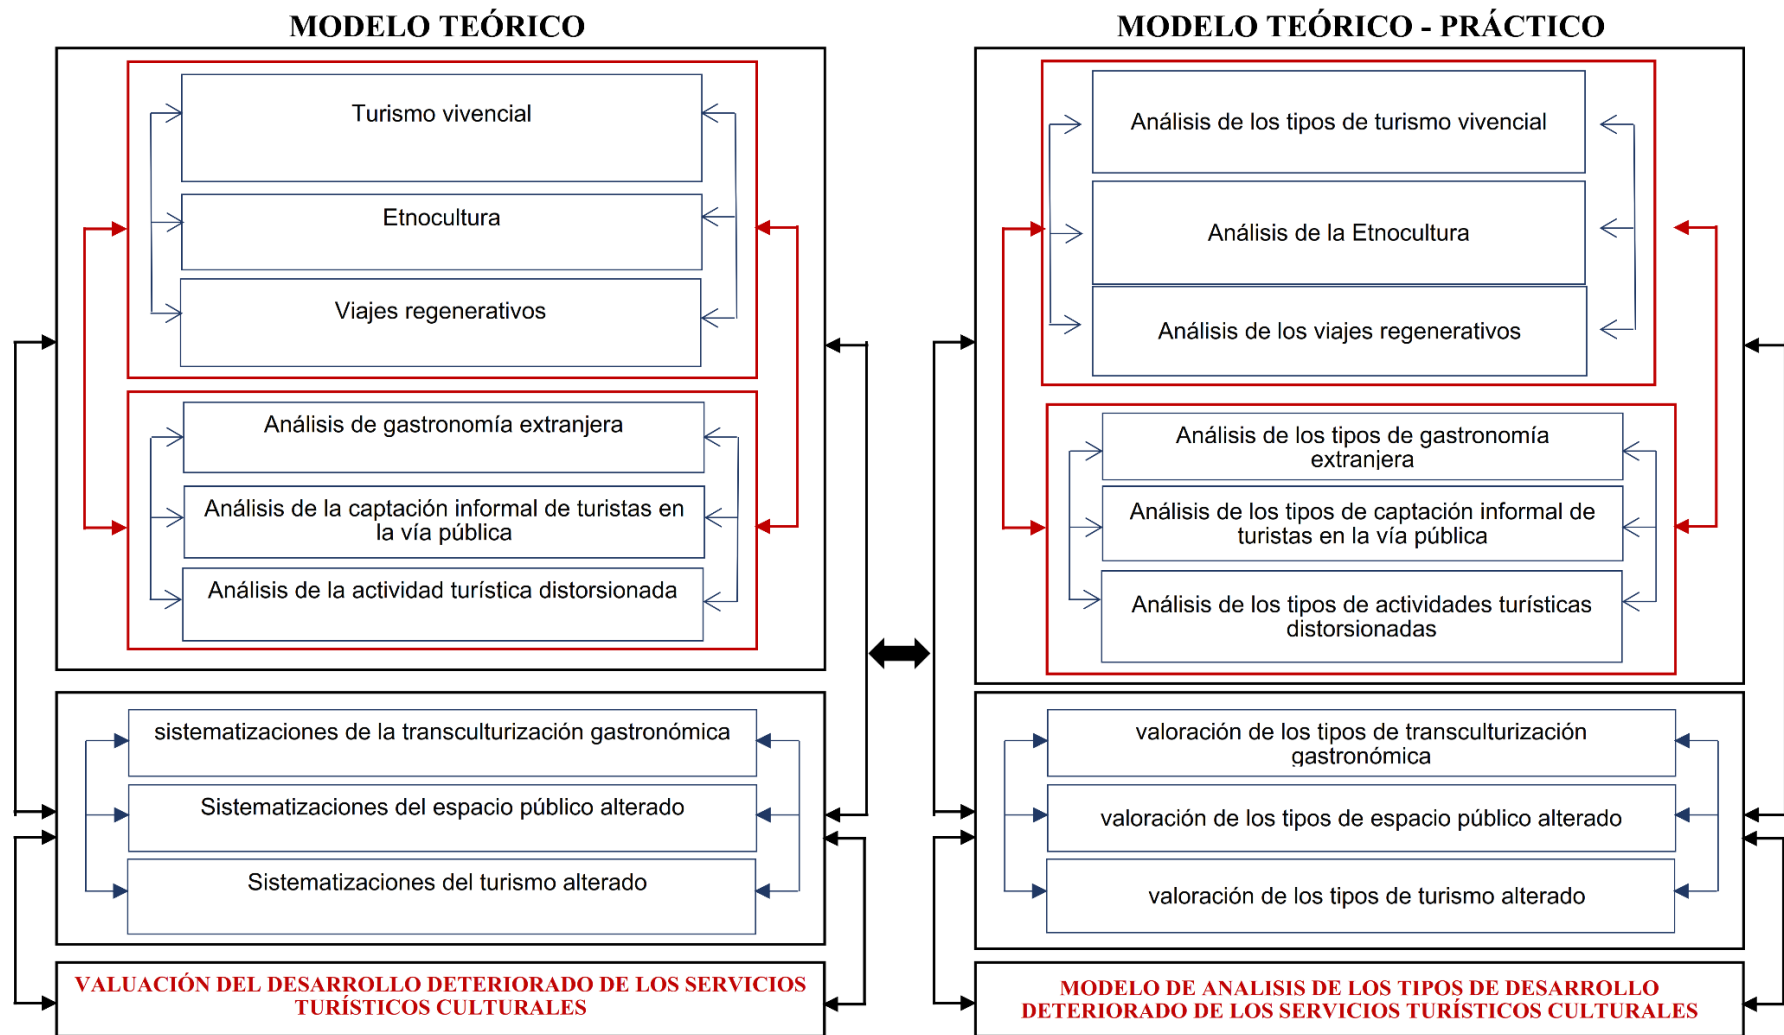 MODELO TEÓRICO
Turismo vivencial
Etnocultura
Viajes regenerativos
Análisis de gastronomía extranjera
Análisis de la captación informal de turistas en
la vía pública
Análisis de la actividad turística distorsionada
sistematizaciones de la transculturización gastronómica
Sistematizaciones del espacio público alterado
Sistematizaciones del turismo alterado
VALUACIÓN DEL DESARROLLO DETERIORADO DE LOS SERVICIOS
TURÍSTICOS CULTURALES
MODELO TEÓRICO - PRÁCTICO
Análisis de los tipos de turismo vivencial
Análisis de la Etnocultura
Análisis de los viajes regenerativos
Análisis de los tipos de gastronomía
extranjera
Análisis de los tipos de captación informal de
turistas en la vía pública
Análisis de los tipos de actividades turísticas
distorsionadas
valoración de los tipos de transculturización
gastronómica
valoración de los tipos de espacio público alterado
valoración de los tipos de turismo alterado
MODELO DE ANALISIS DE LOS TIPOS DE DESARROLLO
DETERIORADO DE LOS SERVICIOS TURÍSTICOS CULTURALES